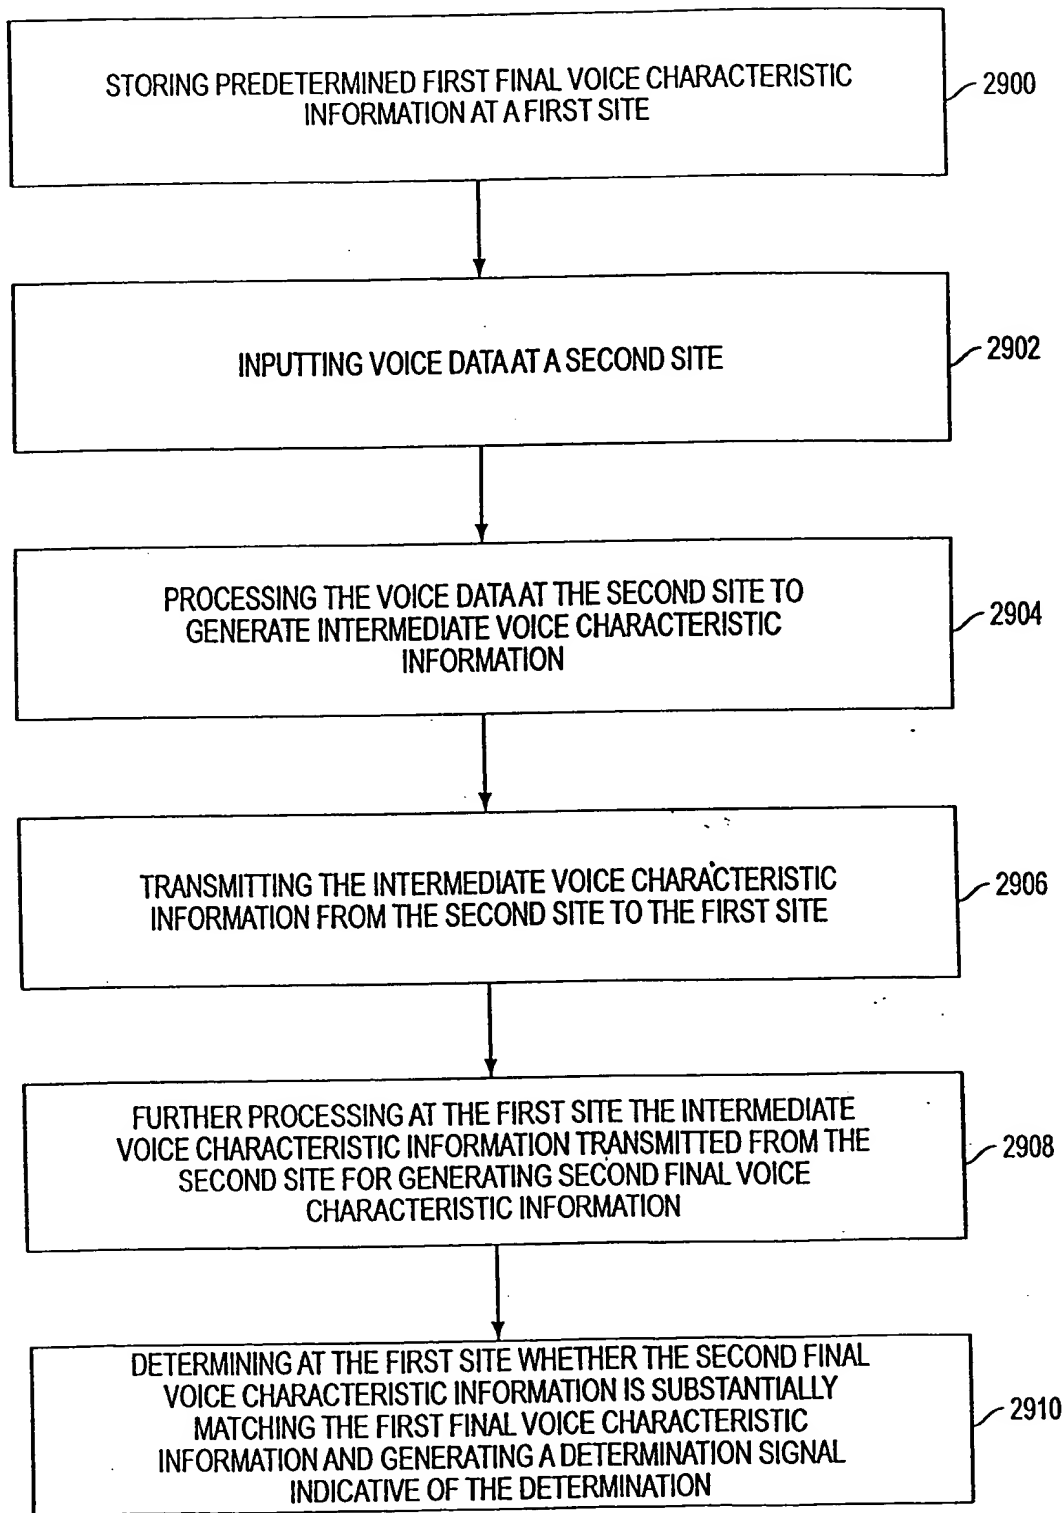 STORING PREDETERMINED FIRST FINAL VOICE CHARACTERISTIC
INFORMATION AT A FIRST SITE
2900
INPUTTING VOICE DATA AT A SECOND SITE
2902
PROCESSING THE VOICE DATA AT THE SECOND SITE TO
GENERATE INTERMEDIATE VOICE CHARACTERISTIC
INFORMATION
2904
TRANSMITTING THE INTERMEDIATE VOICE CHARACTERISTIC
INFORMATION FROM THE SECOND SITE TO THE FIRST SITE
2906
FURTHER PROCESSING AT THE FIRST SITE THE INTERMEDIATE
VOICE CHARACTERISTIC INFORMATION TRANSMITTED FROM THE
SECOND SITE FOR GENERATING SECOND FINAL VOICE
CHARACTERISTIC INFORMATION
2908
DETERMINING AT THE FIRST SITE WHETHER THE SECOND FINAL
VOICE CHARACTERISTIC INFORMATION IS SUBSTANTIALLY
MATCHING THE FIRST FINAL VOICE CHARACTERISTIC
INFORMATION AND GENERATING A DETERMINATION SIGNAL
INDICATIVE OF THE DETERMINATION
2910